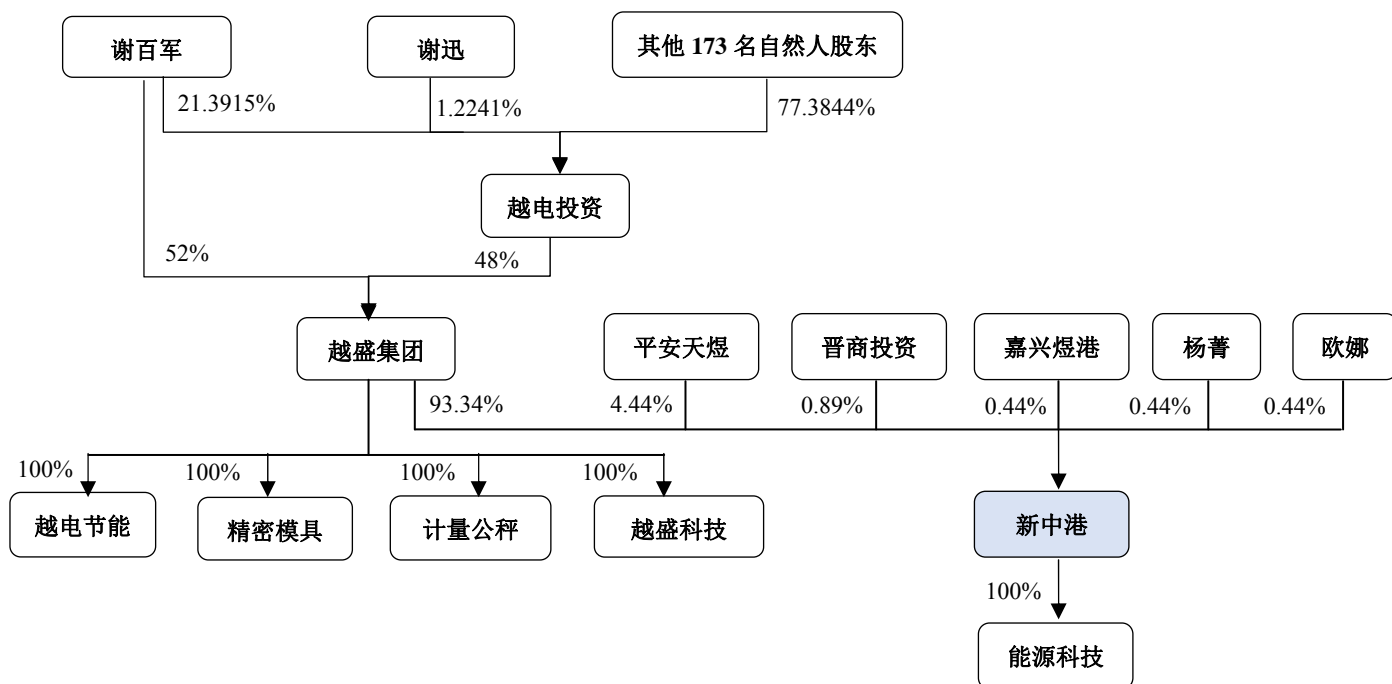 谢百军
谢迅
其他 173 名自然人股东
21.3915%
1.2241%
77.3844%
越电投资
52%
48%
越盛集团
平安天煜
晋商投资
嘉兴煜港
杨菁
欧娜
93.34%
4.44%
0.89%
0.44%
0.44%
0.44%
100%
100%
100%
100%
越电节能
精密模具
计量公秤
越盛科技
新中港
100%
能源科技